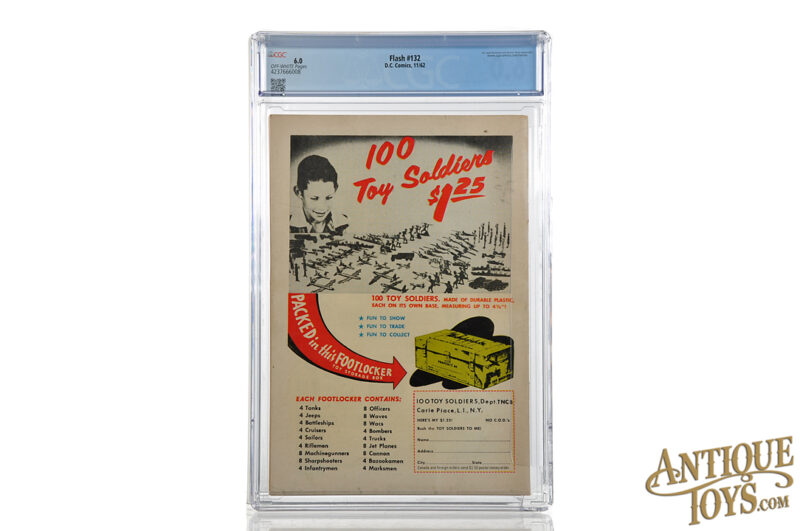 CGC
6.0
OFF-WHITE Pages
4237666008
Flash #132
D.C. Comics, 11/62
100
Toy Soldiers
$1.25
100 TOY SOLDIERS, MADE OF DURABLE PLASTIC,
EACH ON ITS OWN BASE, MEASURING UP TO 4½"!
★ FUN TO SHOW
★ FUN TO TRADE
★ FUN TO COLLECT
PACKED in this FOOTLOCKER
TOY STORAGE BOX
EACH FOOTLOCKER CONTAINS:
4 Tanks
4 Jeeps
4 Battleships
4 Cruisers
4 Sailors
4 Riflemen
8 Machinegunners
8 Sharpshooters
4 Infantrymen
8 Officers
8 Waves
8 Wacs
4 Bombers
4 Trucks
8 Jet Planes
8 Cannon
4 Bazookamen
4 Marksmen
100 TOY SOLDIERS, Dept. TNC8
Carle Place, L.I., N.Y.
HERE'S MY $1.25! NO C.O.D.'s
Rush the TOY SOLDIERS TO ME!
Name
Address
City State
ANTIQUE
TOYS.COM